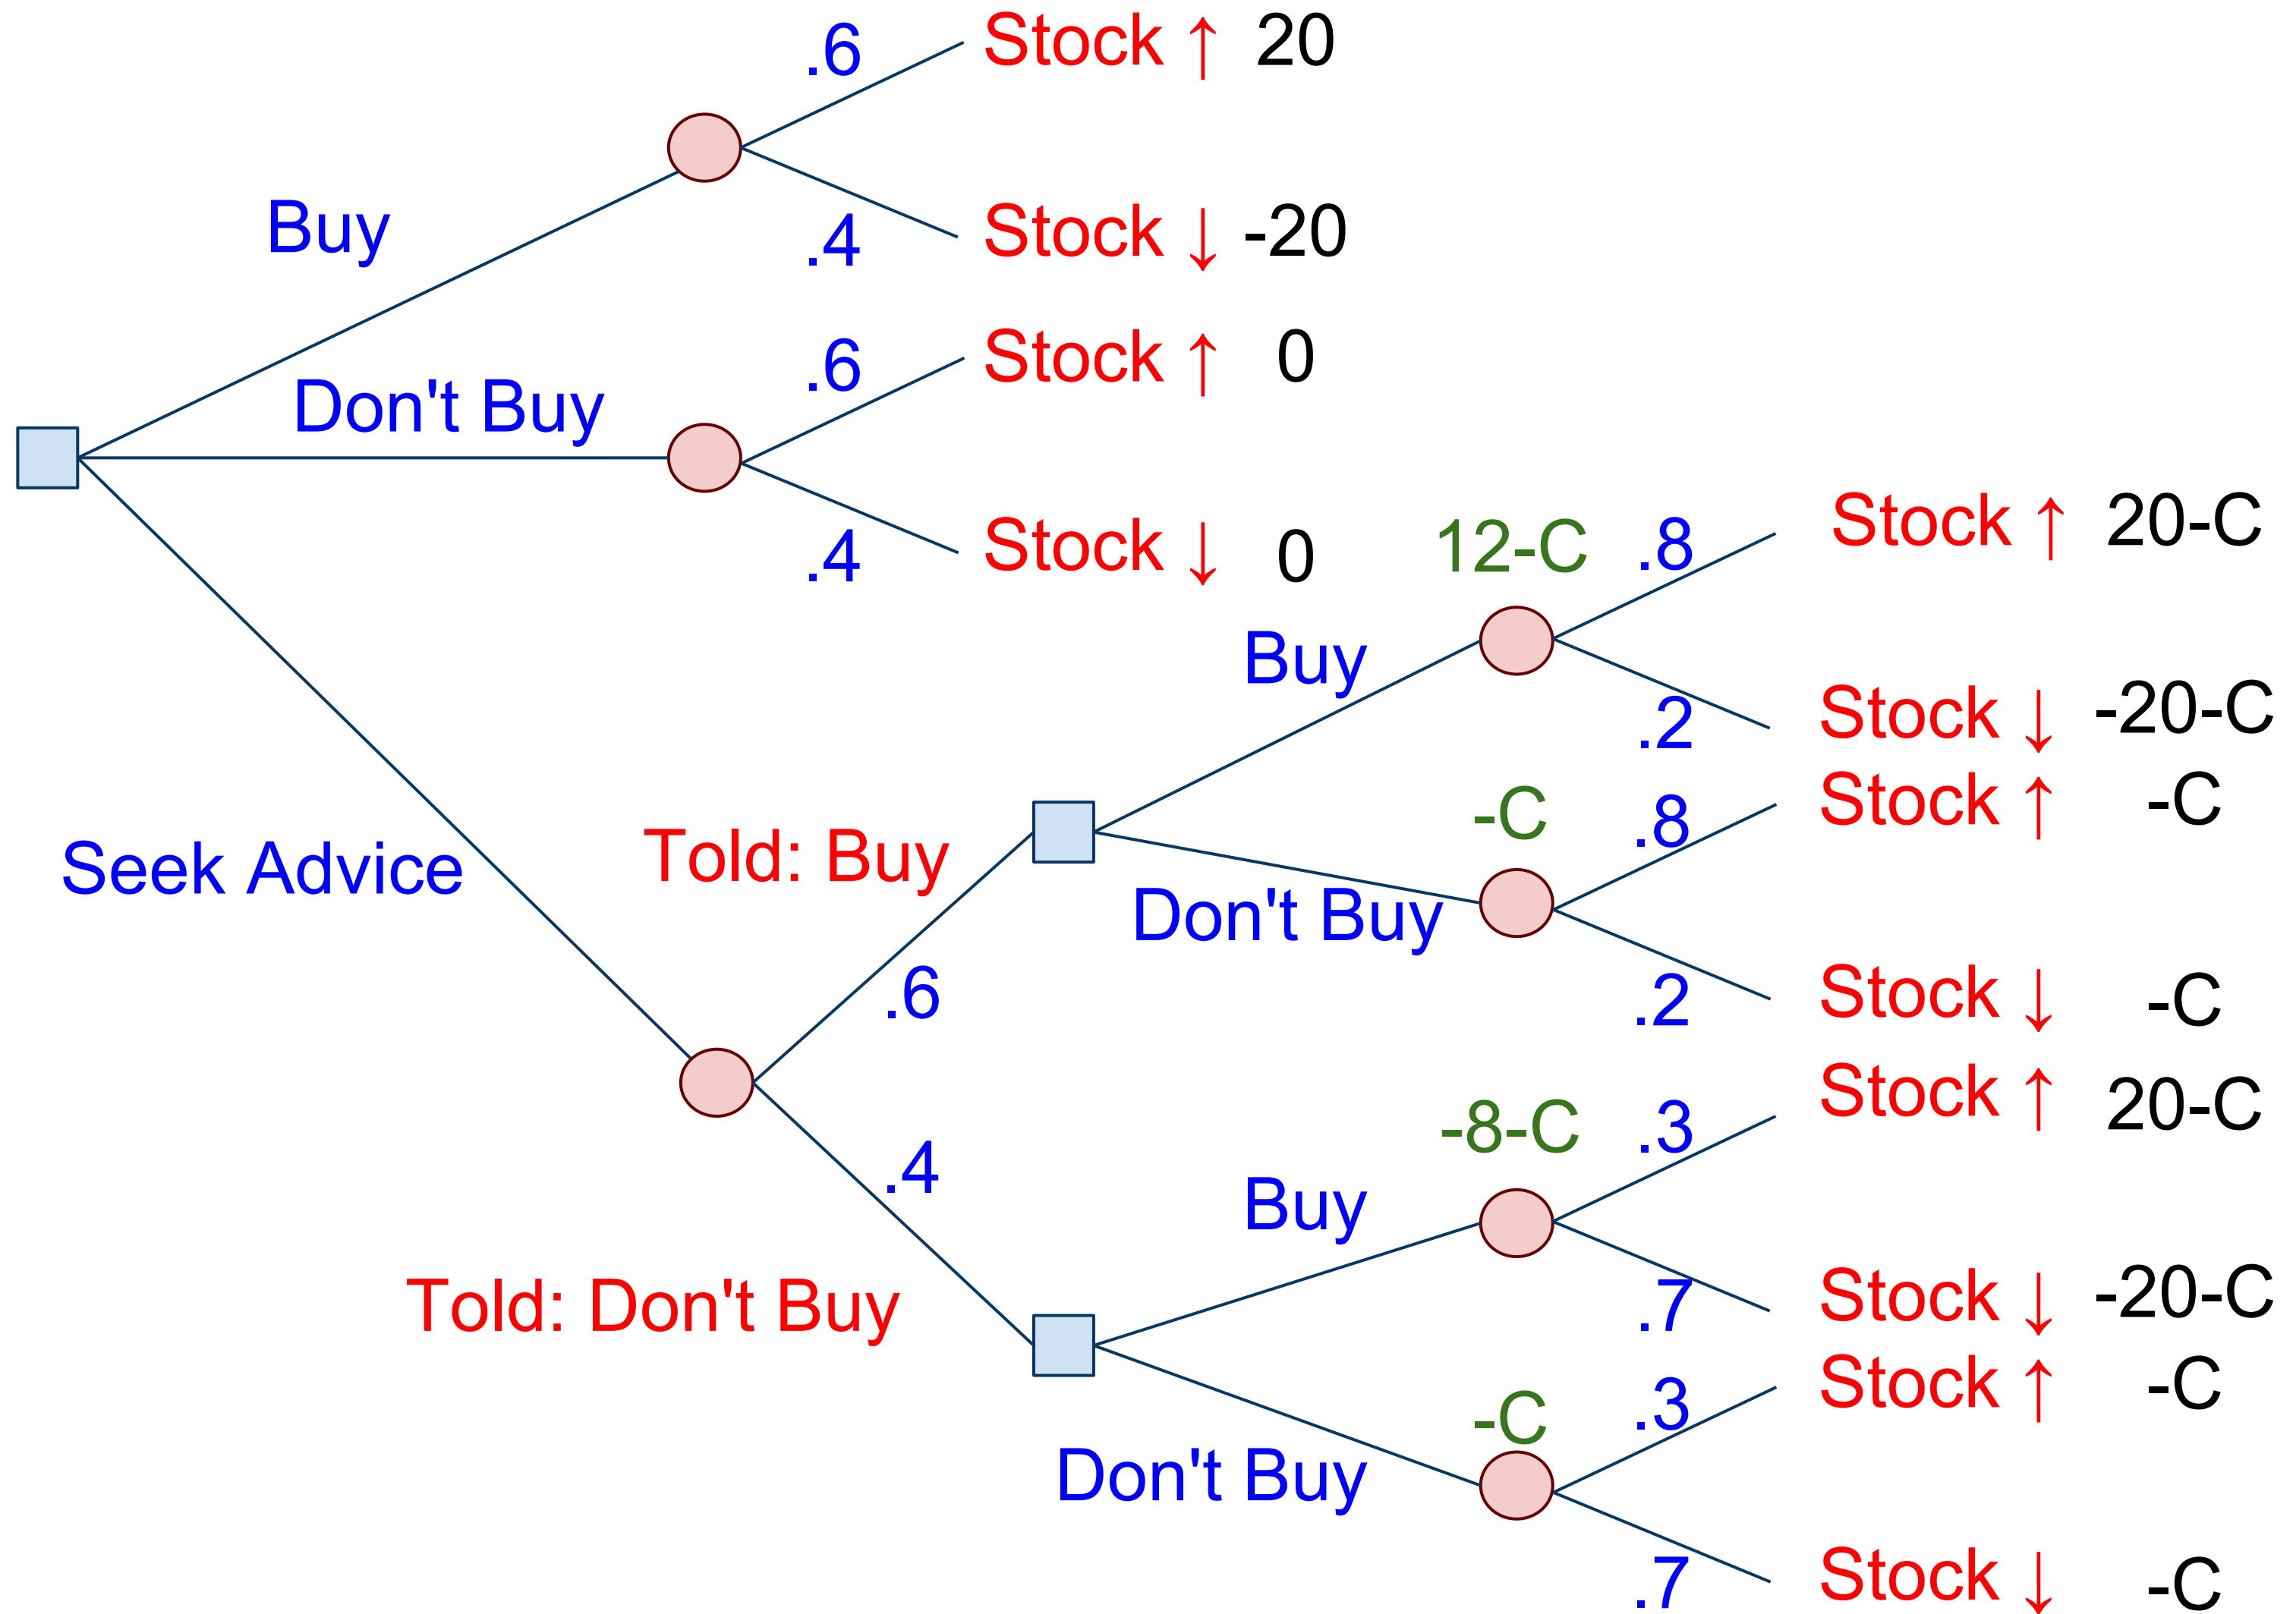 .6 Stock ↑ 20
Buy
.4 Stock ↓ -20
.6 Stock ↑ 0
Don't Buy
.4 Stock ↓ 0
12-C .8 Stock ↑ 20-C
Buy
.2 Stock ↓ -20-C
-C .8 Stock ↑ -C
Told: Buy
Seek Advice
Don't Buy
.6
.2 Stock ↓ -C
-8-C .3 Stock ↑ 20-C
.4
Buy
Told: Don't Buy
.7 Stock ↓ -20-C
-C .3 Stock ↑ -C
Don't Buy
.7 Stock ↓ -C